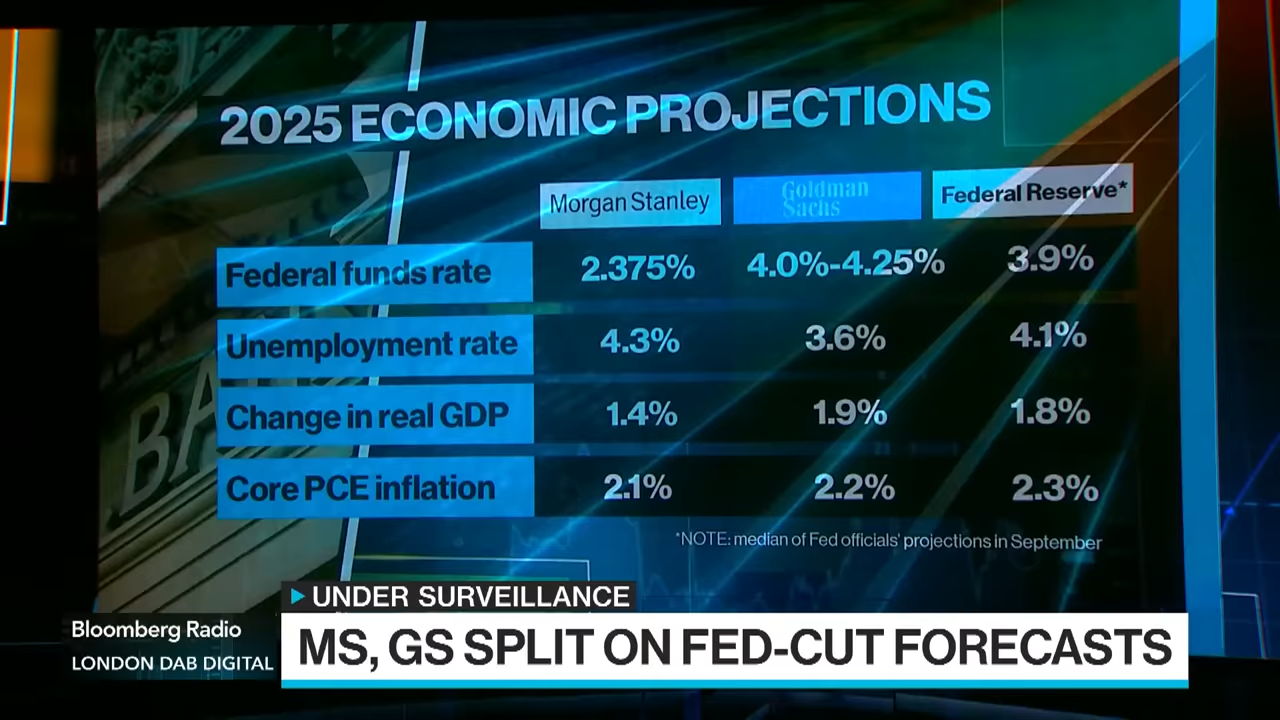 2025 ECONOMIC PROJECTIONS
Morgan Stanley Goldman Sachs Federal Reserve*
Federal funds rate 2.375% 4.0%-4.25% 3.9%
Unemployment rate 4.3% 3.6% 4.1%
Change in real GDP 1.4% 1.9% 1.8%
Core PCE inflation 2.1% 2.2% 2.3%
*NOTE: median of Fed officials' projections in September
BA
UNDER SURVEILLANCE
Bloomberg Radio
LONDON DAB DIGITAL
MS, GS SPLIT ON FED-CUT FORECASTS